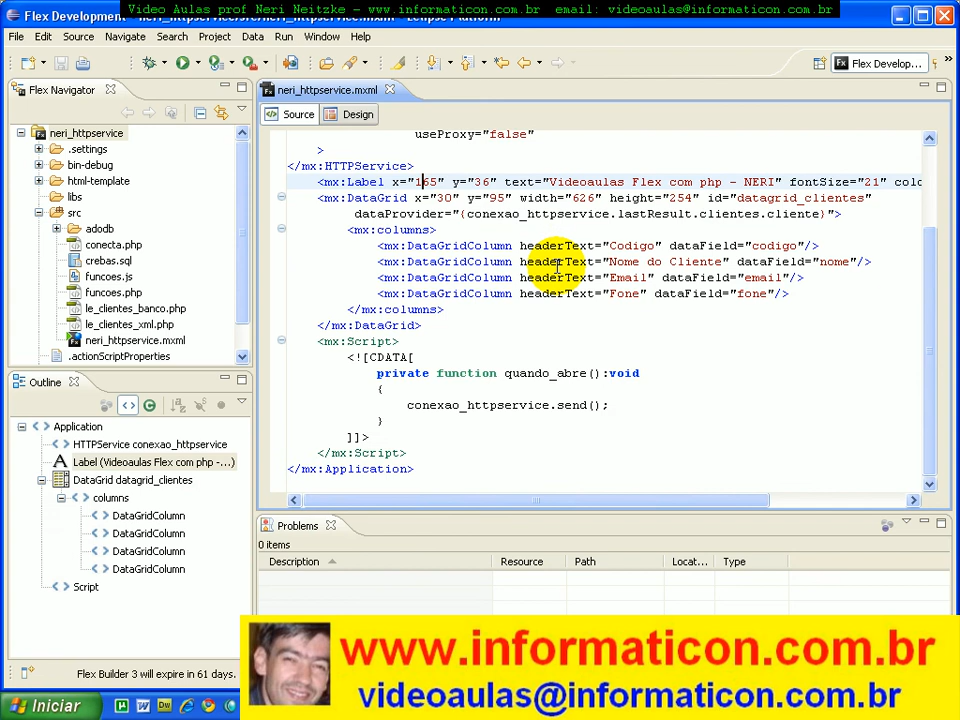 Video Aulas prof Neri Neitzke - www.informaticon.com.br email: videoaulas@informaticon.com.br
File Edit Source Navigate Search Project Data Run Window Help
Flex Develop...
Flex Navigator
neri_httpservice
.settings
bin-debug
html-template
libs
src
adodb
conecta.php
crebas.sql
funcoes.js
funcoes.php
le_clientes_banco.php
le_clientes_xml.php
neri_httpservice.mxml
.actionScriptProperties
Outline
Application
HTTPService conexao_httpservice
Label (Videoaulas Flex com php -...)
DataGrid datagrid_clientes
columns
DataGridColumn
DataGridColumn
DataGridColumn
DataGridColumn
Script
neri_httpservice.mxml
Source Design
useProxy="false"
>
</mx:HTTPService>
<mx:Label x="165" y="36" text="Videoaulas Flex com php - NERI" fontSize="21" colo
<mx:DataGrid x="30" y="95" width="626" height="254" id="datagrid_clientes"
dataProvider="{conexao_httpservice.lastResult.clientes.cliente}">
<mx:columns>
<mx:DataGridColumn headerText="Codigo" dataField="codigo"/>
<mx:DataGridColumn headerText="Nome do Cliente" dataField="nome"/>
<mx:DataGridColumn headerText="Email" dataField="email"/>
<mx:DataGridColumn headerText="Fone" dataField="fone"/>
</mx:columns>
</mx:DataGrid>
<mx:Script>
<![CDATA[
private function quando_abre():void
{
conexao_httpservice.send();
}
]]>
</mx:Script>
</mx:Application>
Problems
0 items
Description Resource Path Locat... Type
Flex Builder 3 will expire in 61 days.
Iniciar
www.informaticon.com.br
videoaulas@informaticon.com.br